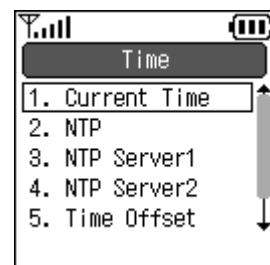 Time
1. Current Time
2. NTP
3. NTP Server1
4. NTP Server2
5. Time Offset